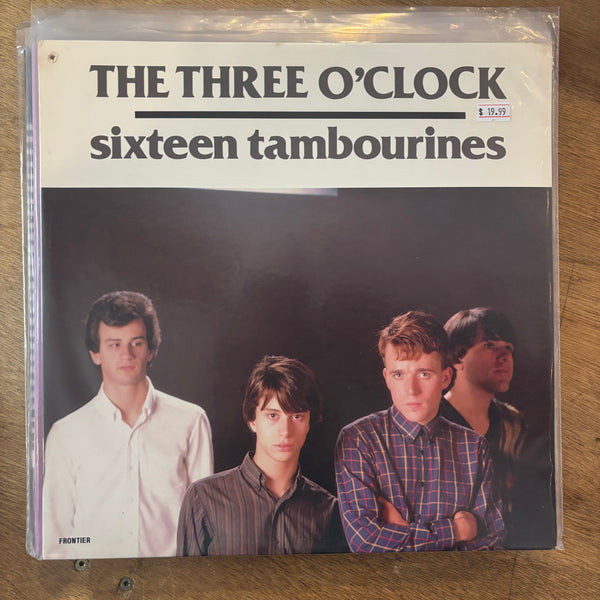 THE THREE O'CLOCK
$ 19.99
sixteen tambourines
FRONTIER